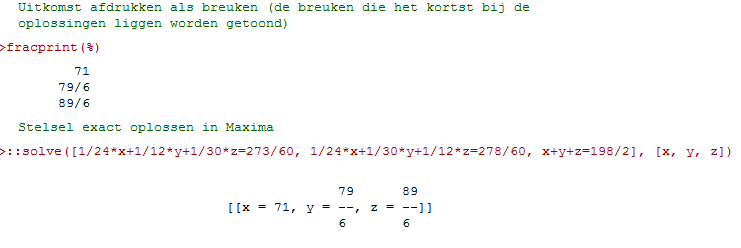 Uitkomst afdrukken als breuken (de breuken die het kortst bij de
oplossingen liggen worden getoond)
>fracprint(%)
71
79/6
89/6
Stelsel exact oplossen in Maxima
>::solve([1/24*x+1/12*y+1/30*z=273/60, 1/24*x+1/30*y+1/12*z=278/60, x+y+z=198/2], [x, y, z])
79 89
[[x = 71, y = --, z = --]]
6 6